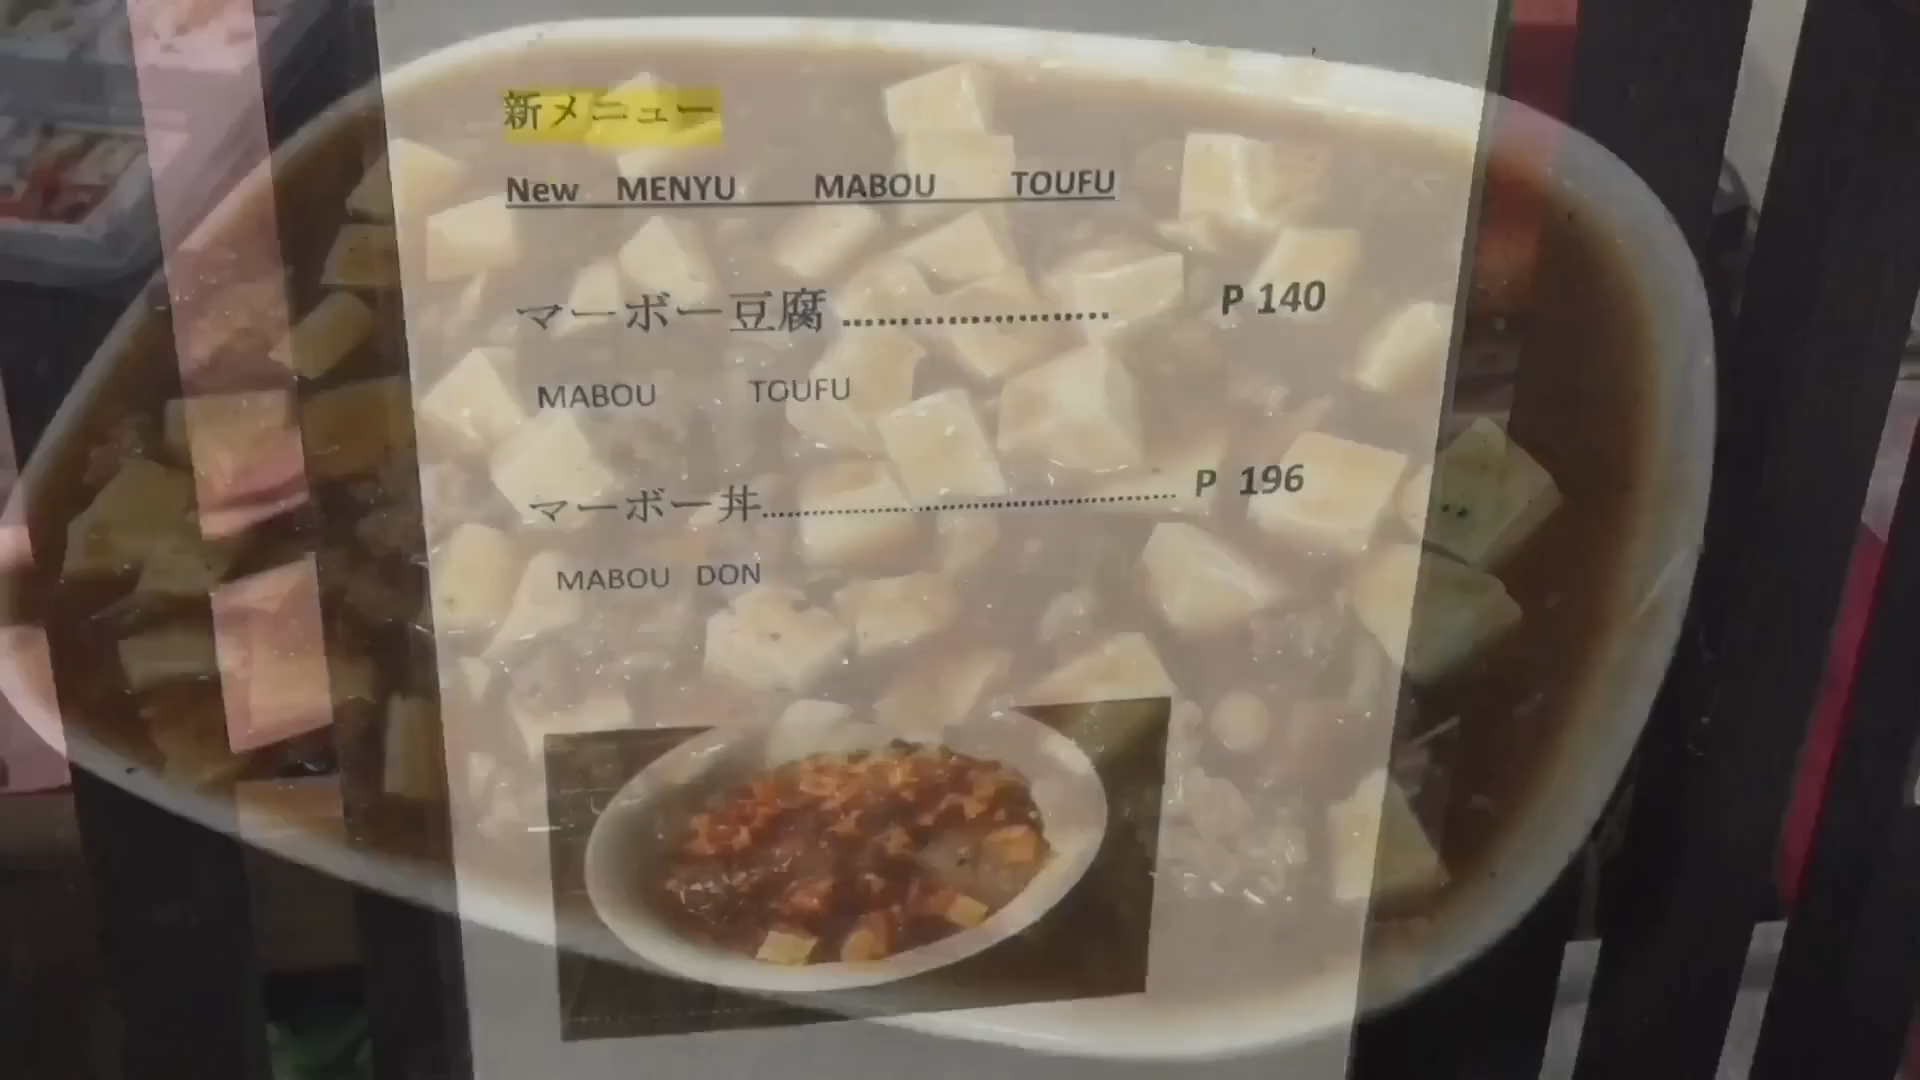 新メニュー
New MENYU MABOU TOUFU
マーボー豆腐........................ P 140
MABOU TOUFU
マーボー丼........................................ P 196
MABOU DON